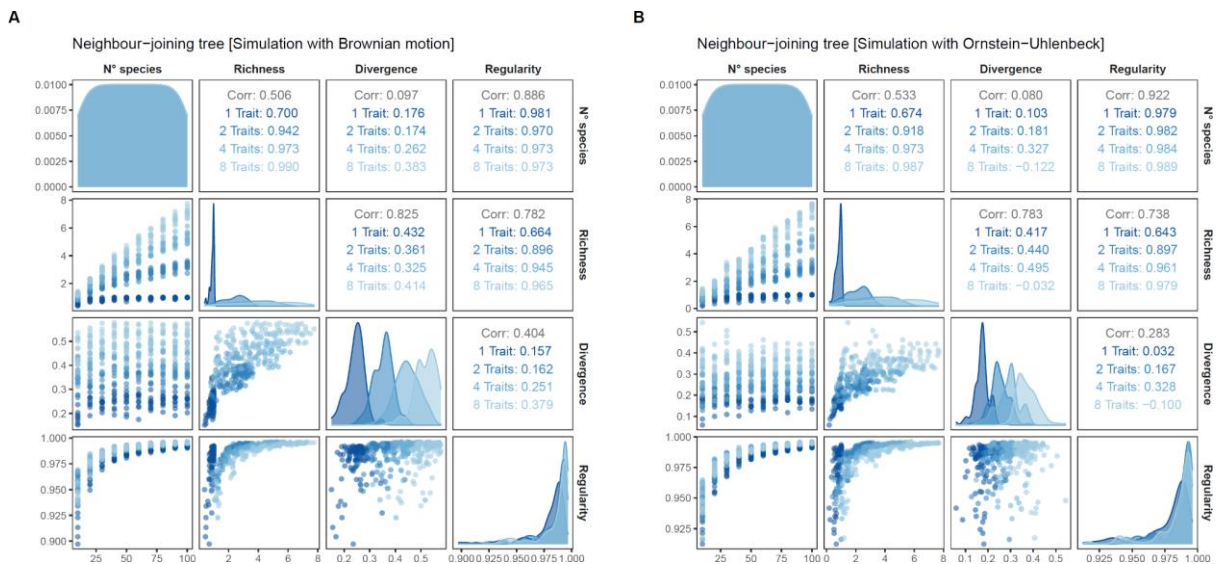 A
Neighbour−joining tree [Simulation with Brownian motion]
N° species Richness Divergence Regularity
0.0100
0.0075
0.0050
0.0025
0.0000
Corr: 0.506
1 Trait: 0.700
2 Traits: 0.942
4 Traits: 0.973
8 Traits: 0.990
Corr: 0.097
1 Trait: 0.176
2 Traits: 0.174
4 Traits: 0.262
8 Traits: 0.383
Corr: 0.886
1 Trait: 0.981
2 Traits: 0.970
4 Traits: 0.973
8 Traits: 0.973
N° species
8
6
4
2
Corr: 0.825
1 Trait: 0.432
2 Traits: 0.361
4 Traits: 0.325
8 Traits: 0.414
Corr: 0.782
1 Trait: 0.664
2 Traits: 0.896
4 Traits: 0.945
8 Traits: 0.965
Richness
0.5
0.4
0.3
0.2
Corr: 0.404
1 Trait: 0.157
2 Traits: 0.162
4 Traits: 0.251
8 Traits: 0.379
Divergence
1.000
0.975
0.950
0.925
0.900
Regularity
25 50 75 100
2 4 6 8
0.2 0.3 0.4 0.5
0.900 0.925 0.950 0.975 1.000
B
Neighbour−joining tree [Simulation with Ornstein−Uhlenbeck]
N° species Richness Divergence Regularity
0.0100
0.0075
0.0050
0.0025
0.0000
Corr: 0.533
1 Trait: 0.674
2 Traits: 0.918
4 Traits: 0.973
8 Traits: 0.987
Corr: 0.080
1 Trait: 0.103
2 Traits: 0.181
4 Traits: 0.327
8 Traits: −0.122
Corr: 0.922
1 Trait: 0.979
2 Traits: 0.982
4 Traits: 0.984
8 Traits: 0.989
N° species
8
6
4
2
0
Corr: 0.783
1 Trait: 0.417
2 Traits: 0.440
4 Traits: 0.495
8 Traits: −0.032
Corr: 0.738
1 Trait: 0.643
2 Traits: 0.897
4 Traits: 0.961
8 Traits: 0.979
Richness
0.5
0.4
0.3
0.2
0.1
Corr: 0.283
1 Trait: 0.032
2 Traits: 0.167
4 Traits: 0.328
8 Traits: −0.100
Divergence
1.000
0.975
0.950
0.925
Regularity
25 50 75 100
0 2 4 6 8
0.1 0.2 0.3 0.4 0.5
0.925 0.950 0.975 1.000